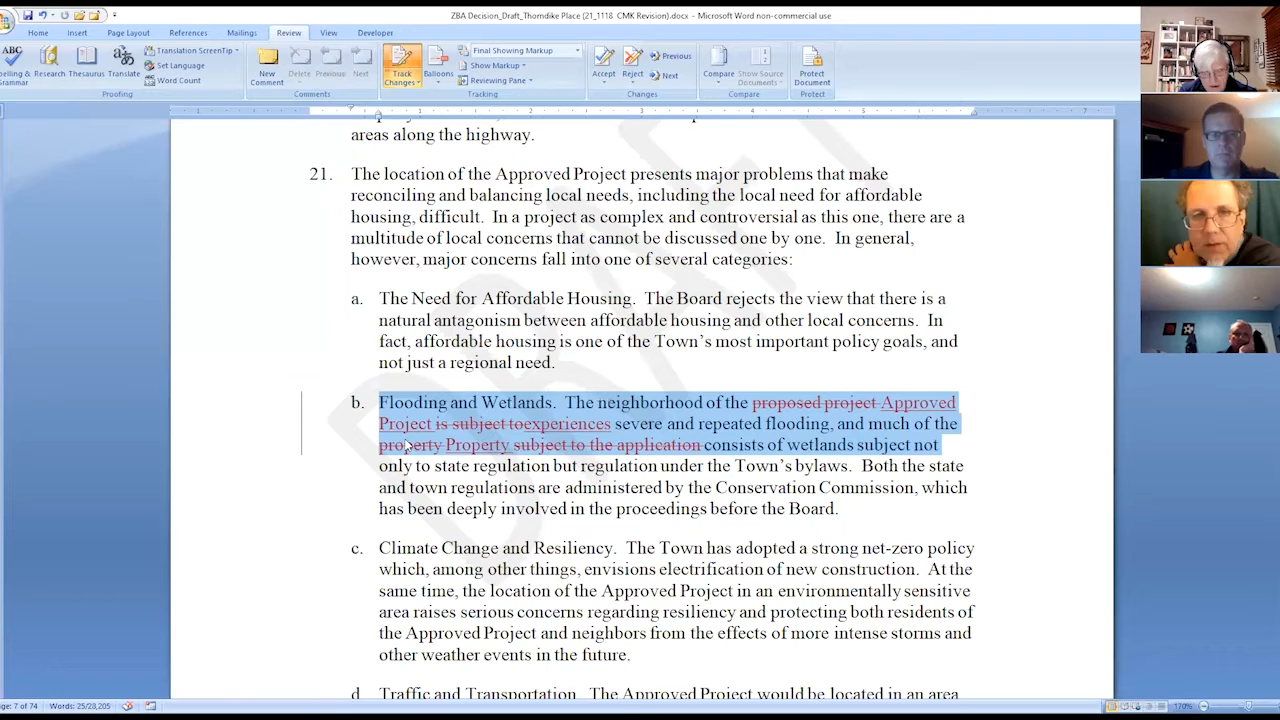 ZBA Decision_Draft_Thorndike Place (21_1118 CMK Revision).docx - Microsoft Word non-commercial use
Home Insert Page Layout References Mailings Review View Developer
ABC
Spelling & Grammar Research Thesaurus Translate
Translation ScreenTip
Set Language
Word Count
New Comment Delete Previous Next
Track Changes Balloons
Final Showing Markup
Show Markup
Reviewing Pane
Accept Reject
Previous
Next
Compare Show Source Documents
Protect Document
Proofing Comments Tracking Changes Compare Protect
areas along the highway.
21. The location of the Approved Project presents major problems that make
reconciling and balancing local needs, including the local need for affordable
housing, difficult. In a project as complex and controversial as this one, there are a
multitude of local concerns that cannot be discussed one by one. In general,
however, major concerns fall into one of several categories:
a. The Need for Affordable Housing. The Board rejects the view that there is a
natural antagonism between affordable housing and other local concerns. In
fact, affordable housing is one of the Town's most important policy goals, and
not just a regional need.
b. Flooding and Wetlands. The neighborhood of the proposed project Approved
Project is subject toexperiences severe and repeated flooding, and much of the
property Property subject to the application consists of wetlands subject not
only to state regulation but regulation under the Town's bylaws. Both the state
and town regulations are administered by the Conservation Commission, which
has been deeply involved in the proceedings before the Board.
c. Climate Change and Resiliency. The Town has adopted a strong net-zero policy
which, among other things, envisions electrification of new construction. At the
same time, the location of the Approved Project in an environmentally sensitive
area raises serious concerns regarding resiliency and protecting both residents of
the Approved Project and neighbors from the effects of more intense storms and
other weather events in the future.
d Traffic and Transportation The Approved Project would be located in an area
DRAFT
age: 7 of 74 Words: 25/28,205 170%